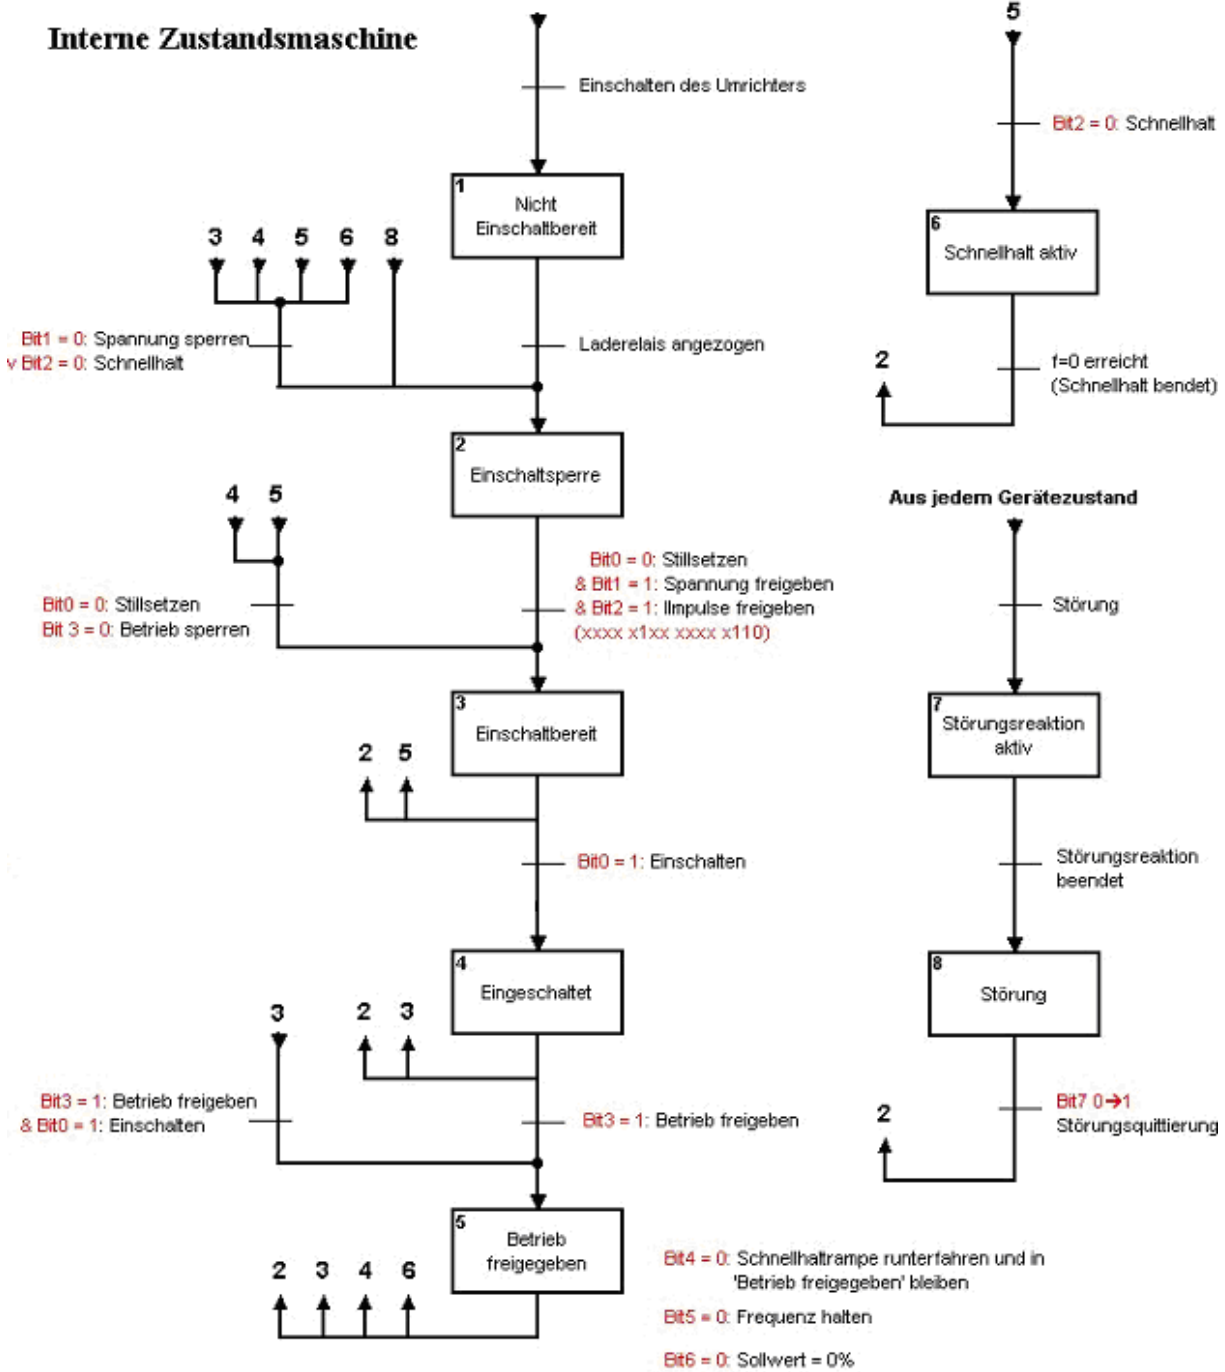 Interne Zustandsmaschine
Einschalten des Umrichters
1
Nicht
Einschaltbereit
3 4 5 6 8
Bit1 = 0: Spannung sperren
v Bit2 = 0: Schnellhalt
Laderelais angezogen
2
Einschaltsperre
4 5
Bit0 = 0: Stillsetzen
Bit 3 = 0: Betrieb sperren
Bit0 = 0: Stillsetzen
& Bit1 = 1: Spannung freigeben
& Bit2 = 1: IImpulse freigeben
(xxxx x1xx xxxx x110)
3
Einschaltbereit
2 5
Bit0 = 1: Einschalten
4
Eingeschaltet
3
2 3
Bit3 = 1: Betrieb freigeben
& Bit0 = 1: Einschalten
Bit3 = 1: Betrieb freigeben
5
Betrieb
freigegeben
2 3 4 6
Bit4 = 0: Schnellhaltrampe runterfahren und in
'Betrieb freigegeben' bleiben
Bit5 = 0: Frequenz halten
Bit6 = 0: Sollwert = 0%
5
Bit2 = 0: Schnellhalt
6
Schnellhalt aktiv
2
f=0 erreicht
(Schnellhalt bendet)
Aus jedem Gerätezustand
Störung
7
Störungsreaktion
aktiv
Störungsreaktion
beendet
8
Störung
2
Bit7 0→1
Störungsquittierung